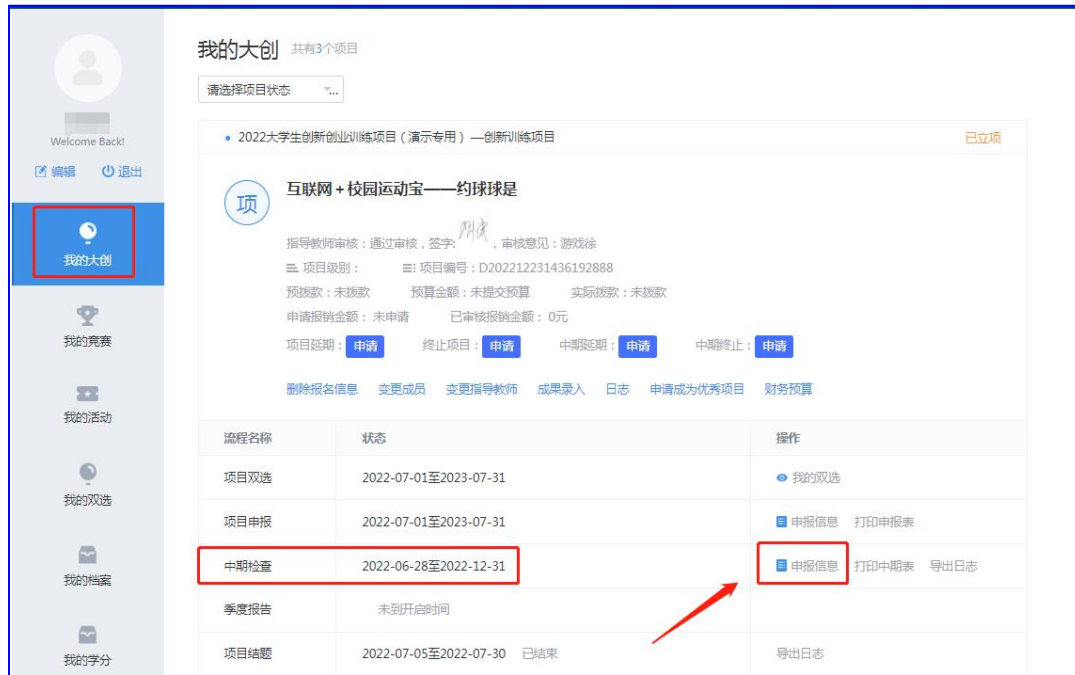 我的大创 共有3个项目
请选择项目状态 ...
Welcome Back!
编辑 退出
我的大创
我的竞赛
我的活动
我的双选
我的档案
我的学分
2022大学生创新创业训练项目（演示专用）—创新训练项目 已立项
项
互联网+校园运动宝——约球球是
指导教师审核：通过审核，签字: ，审核意见：游戏徐
项目级别： 项目编号：D202212231436192888
预拨款：未拨款 预算金额：未提交预算 实际拨款：未拨款
申请报销金额： 未申请 已审核报销金额： 0元
项目延期： 申请 终止项目： 申请 中期延期： 申请 中期终止： 申请
删除报名信息 变更成员 变更指导教师 成果录入 日志 申请成为优秀项目 财务预算
流程名称 状态 操作
项目双选 2022-07-01至2023-07-31 我的双选
项目申报 2022-07-01至2023-07-31 申报信息 打印申报表
中期检查 2022-06-28至2022-12-31 申报信息 打印中期表 导出日志
季度报告 未到开启时间
项目结题 2022-07-05至2022-07-30 已结束 导出日志